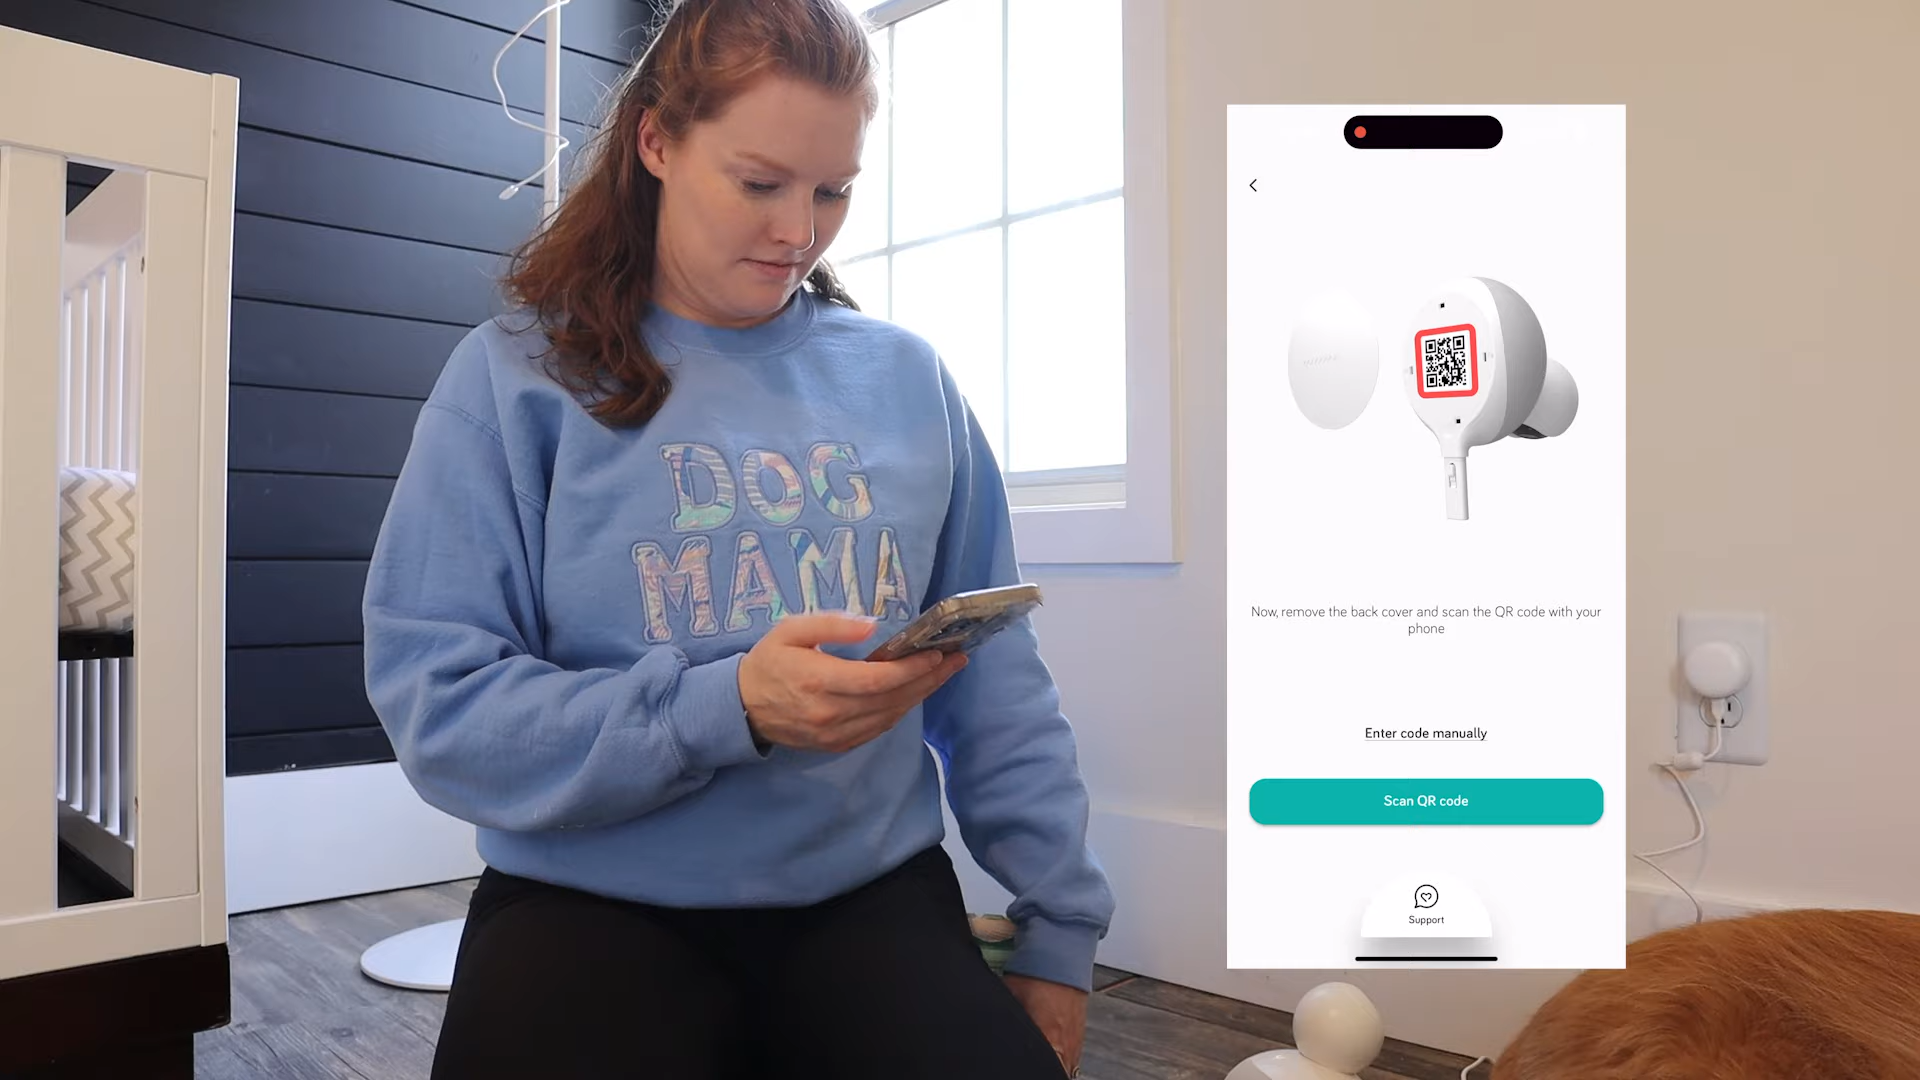 DOG
MAMA
Now, remove the back cover and scan the QR code with your
phone
Enter code manually
Scan QR code
Support